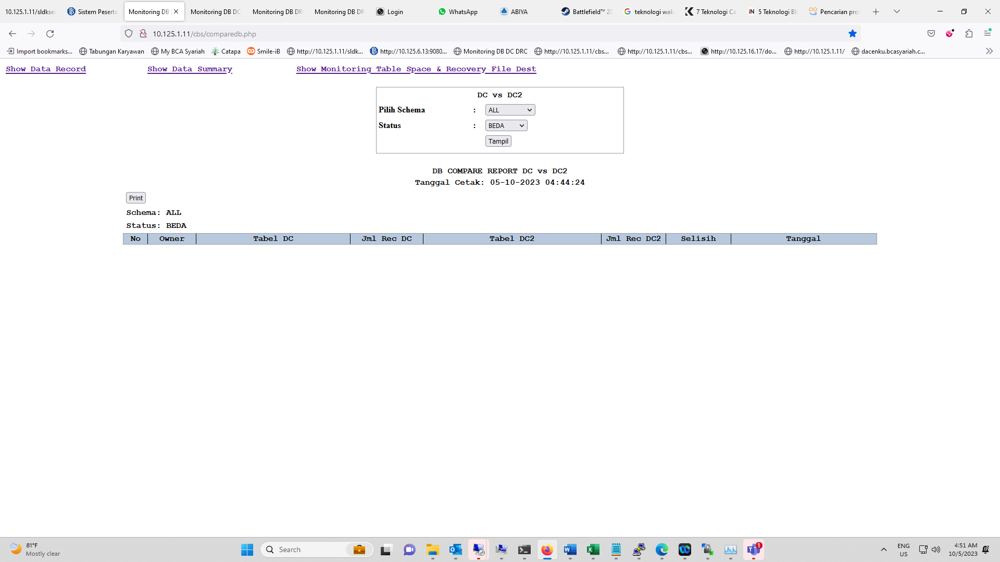 10.125.1.11/sldksei
Sistem Peserta
Monitoring DB
Monitoring DB DC
Monitoring DB DR
Monitoring DB DR
Login
WhatsApp
ABIYA
Battlefield™ 20
teknologi wak
7 Teknologi Ca
5 Teknologi Bl
Pencarian pro
10.125.1.11/cbs/comparedb.php
Import bookmarks...
Tabungan Karyawan
My BCA Syariah
Catapa
Smile-iB
http://10.125.1.11/sldk...
http://10.125.6.13:9080...
Monitoring DB DC DRC
http://10.125.1.11/cbs...
http://10.125.1.11/cbs...
http://10.125.16.17/do...
http://10.125.1.11/
dacenku.bcasyariah.c...
Show Data Record
Show Data Summary
Show Monitoring Table Space & Recovery File Dest
DC vs DC2
Pilih Schema : ALL
Status : BEDA
Tampil
DB COMPARE REPORT DC vs DC2
Tanggal Cetak: 05-10-2023 04:44:24
Print
Schema: ALL
Status: BEDA
No Owner Tabel DC Jml Rec DC Tabel DC2 Jml Rec DC2 Selisih Tanggal
81°F
Mostly clear
Search
1
ENG
US
4:51 AM
10/5/2023